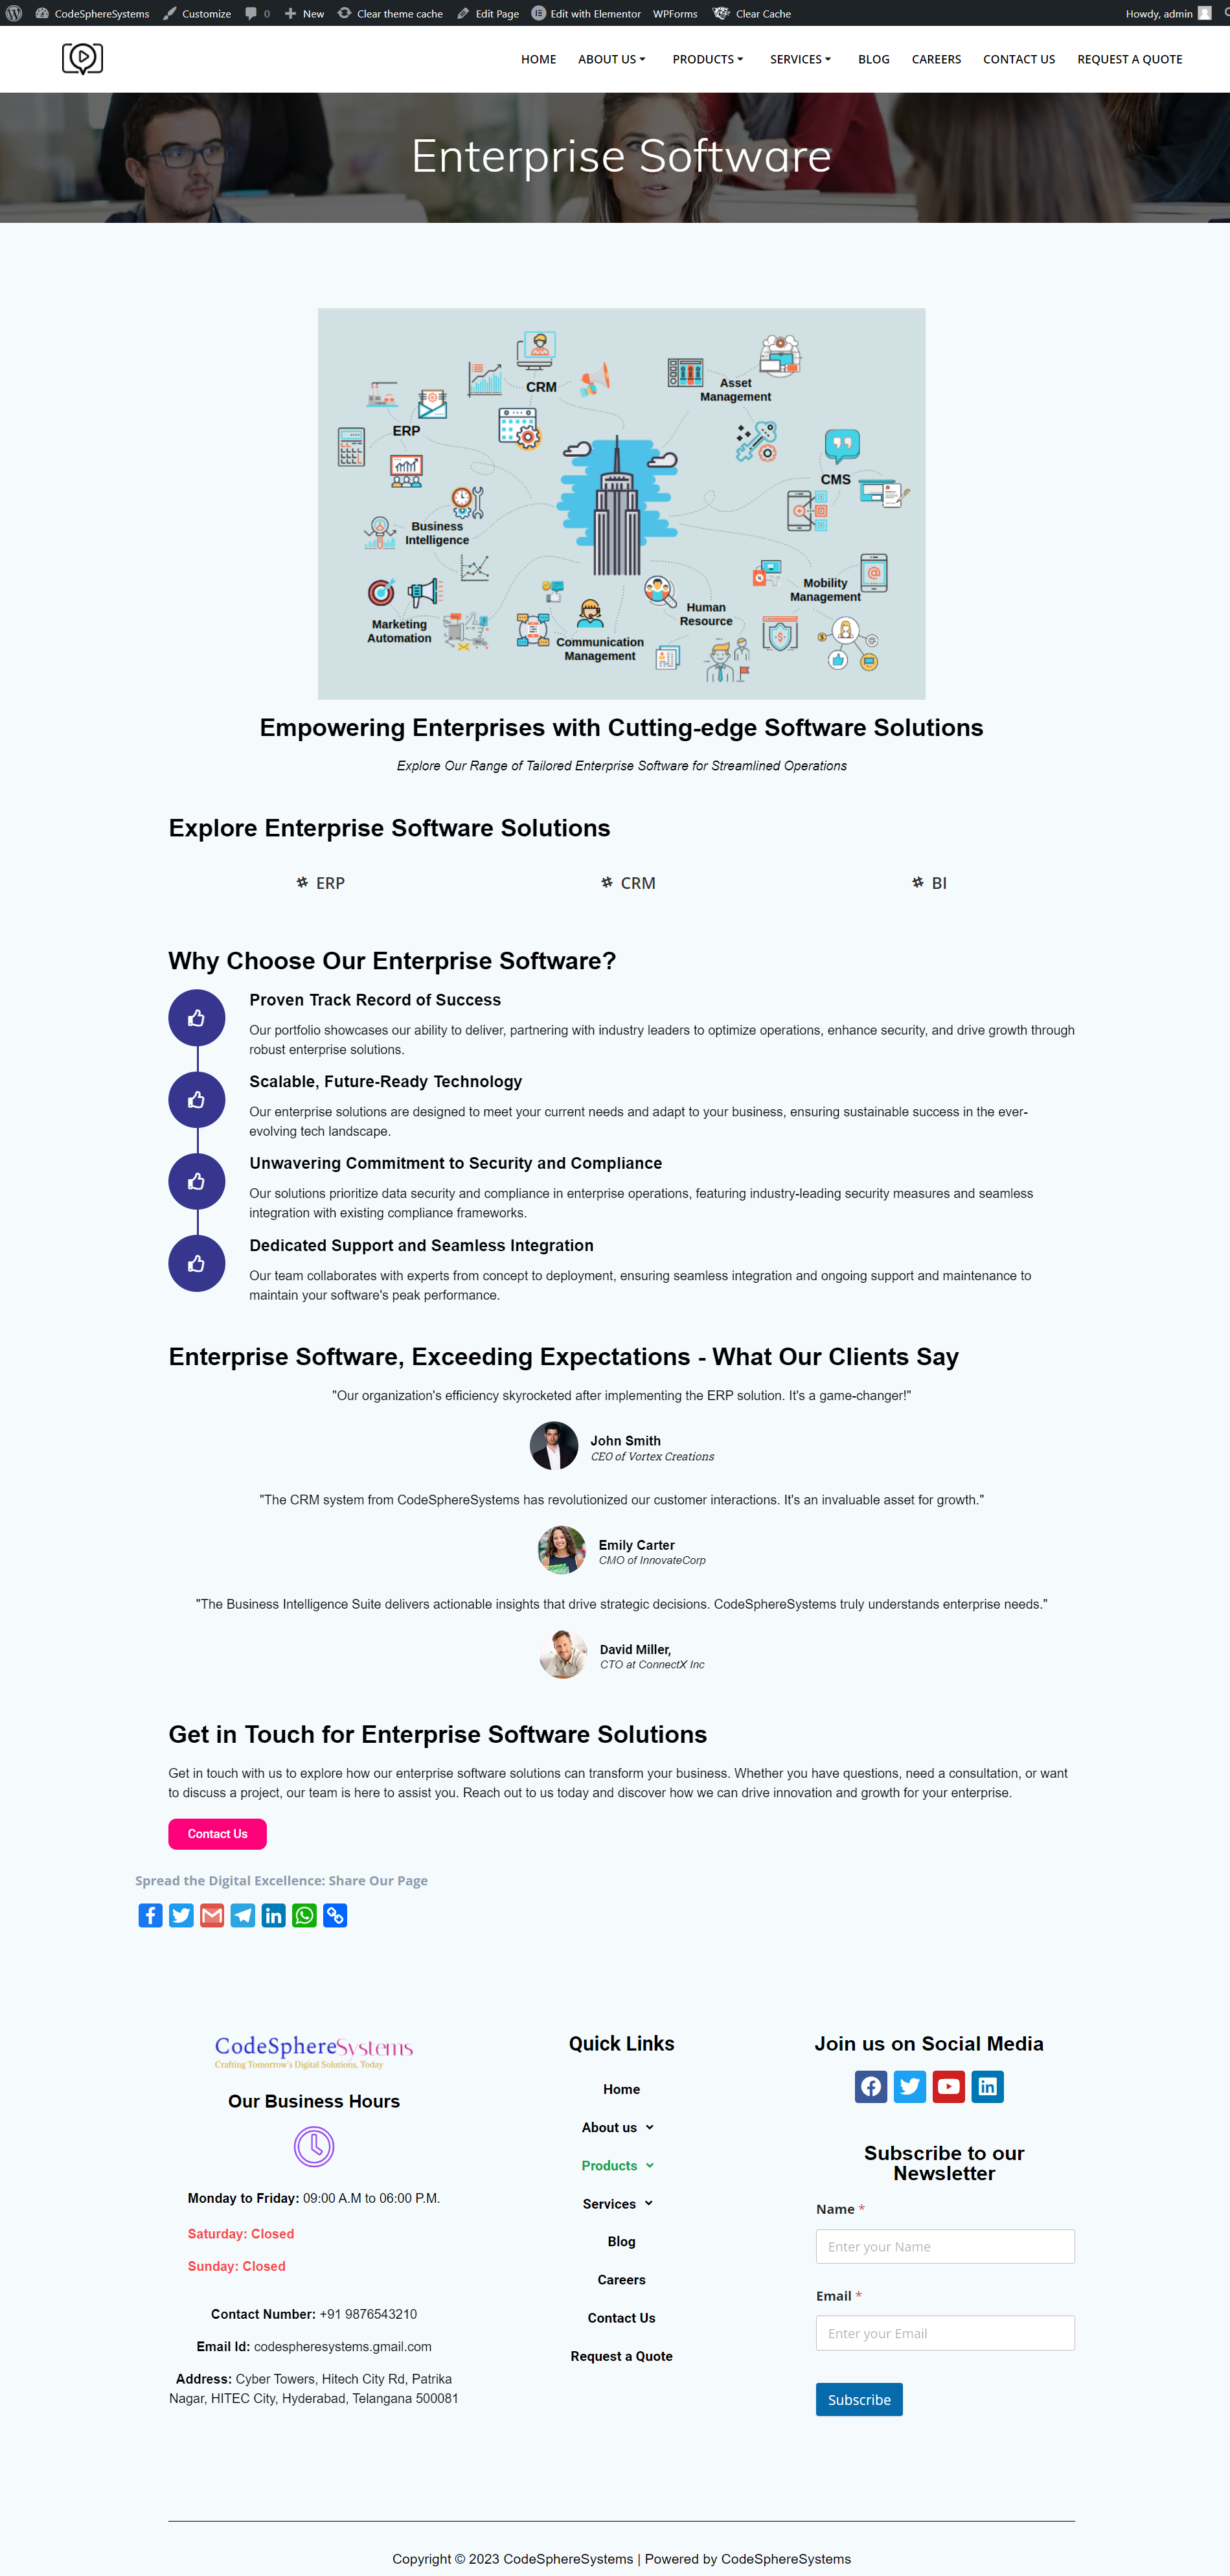 CodeSphereSystems Customize 0 New Clear theme cache Edit Page Edit with Elementor WPForms Clear Cache Howdy, admin
HOME ABOUT US PRODUCTS SERVICES BLOG CAREERS CONTACT US REQUEST A QUOTE
Enterprise Software
CRM
Asset
Management
ERP
CMS
Business
Intelligence
Mobility
Management
Human
Resource
Marketing
Automation
Communication
Management
Empowering Enterprises with Cutting-edge Software Solutions
Explore Our Range of Tailored Enterprise Software for Streamlined Operations
Explore Enterprise Software Solutions
ERP CRM BI
Why Choose Our Enterprise Software?
Proven Track Record of Success
Our portfolio showcases our ability to deliver, partnering with industry leaders to optimize operations, enhance security, and drive growth through
robust enterprise solutions.
Scalable, Future-Ready Technology
Our enterprise solutions are designed to meet your current needs and adapt to your business, ensuring sustainable success in the ever-
evolving tech landscape.
Unwavering Commitment to Security and Compliance
Our solutions prioritize data security and compliance in enterprise operations, featuring industry-leading security measures and seamless
integration with existing compliance frameworks.
Dedicated Support and Seamless Integration
Our team collaborates with experts from concept to deployment, ensuring seamless integration and ongoing support and maintenance to
maintain your software's peak performance.
Enterprise Software, Exceeding Expectations - What Our Clients Say
"Our organization's efficiency skyrocketed after implementing the ERP solution. It's a game-changer!"
John Smith
CEO of Vortex Creations
"The CRM system from CodeSphereSystems has revolutionized our customer interactions. It's an invaluable asset for growth."
Emily Carter
CMO of InnovateCorp
"The Business Intelligence Suite delivers actionable insights that drive strategic decisions. CodeSphereSystems truly understands enterprise needs."
David Miller,
CTO at ConnectX Inc
Get in Touch for Enterprise Software Solutions
Get in touch with us to explore how our enterprise software solutions can transform your business. Whether you have questions, need a consultation, or want
to discuss a project, our team is here to assist you. Reach out to us today and discover how we can drive innovation and growth for your enterprise.
Contact Us
Spread the Digital Excellence: Share Our Page
CodeSphereSystems
Crafting Tomorrow's Digital Solutions, Today
Our Business Hours
Monday to Friday: 09:00 A.M to 06:00 P.M.
Saturday: Closed
Sunday: Closed
Contact Number: +91 9876543210
Email Id: codespheresystems.gmail.com
Address: Cyber Towers, Hitech City Rd, Patrika
Nagar, HITEC City, Hyderabad, Telangana 500081
Quick Links
Home
About us
Products
Services
Blog
Careers
Contact Us
Request a Quote
Join us on Social Media
Subscribe to our
Newsletter
Name *
Enter your Name
Email *
Enter your Email
Subscribe
Copyright © 2023 CodeSphereSystems | Powered by CodeSphereSystems